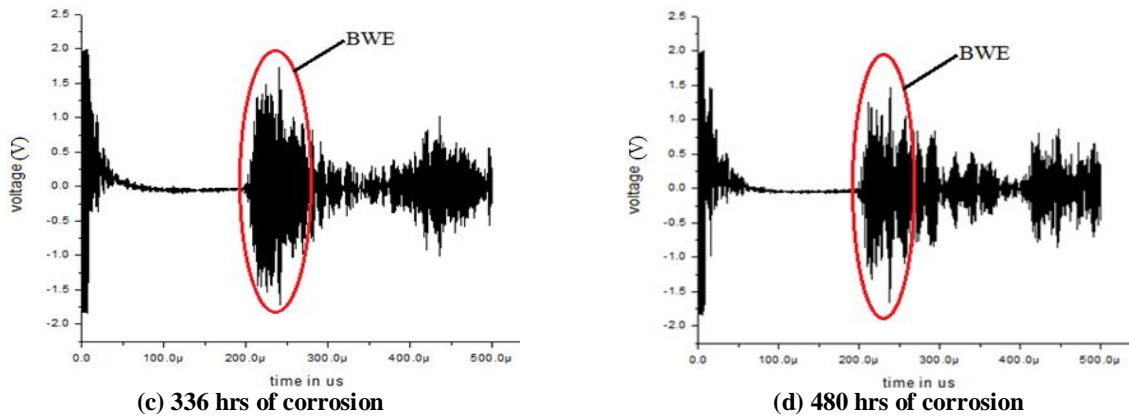 2.5
2.0
1.5
1.0
0.5
0.0
-0.5
-1.0
-1.5
-2.0
voltage (V)
BWE
0.0
100.0µ
200.0µ
300.0µ
400.0µ
500.0µ
time in us
(c) 336 hrs of corrosion
2.5
2.0
1.5
1.0
0.5
0.0
-0.5
-1.0
-1.5
-2.0
voltage (V)
BWE
0.0
100.0µ
200.0µ
300.0µ
400.0µ
500.0µ
time in us
(d) 480 hrs of corrosion